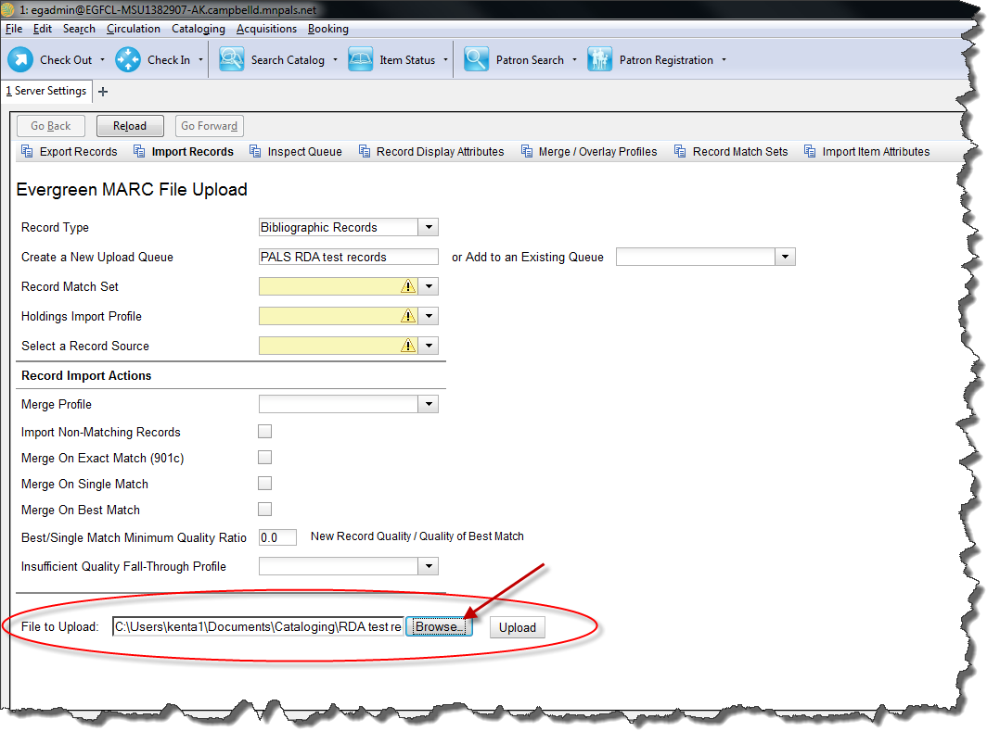 1: egadmin@EGFCL-MSU1382907-AK.campbelld.mnpals.net
File Edit Search Circulation Cataloging Acquisitions Booking
Check Out Check In Search Catalog Item Status Patron Search Patron Registration
1 Server Settings +
Go Back Reload Go Forward
Export Records Import Records Inspect Queue Record Display Attributes Merge / Overlay Profiles Record Match Sets Import Item Attributes
Evergreen MARC File Upload
Record Type Bibliographic Records
Create a New Upload Queue PALS RDA test records or Add to an Existing Queue
Record Match Set
Holdings Import Profile
Select a Record Source
Record Import Actions
Merge Profile
Import Non-Matching Records
Merge On Exact Match (901c)
Merge On Single Match
Merge On Best Match
Best/Single Match Minimum Quality Ratio 0.0 New Record Quality / Quality of Best Match
Insufficient Quality Fall-Through Profile
File to Upload: C:\Users\kenta1\Documents\Cataloging\RDA test re Browse... Upload